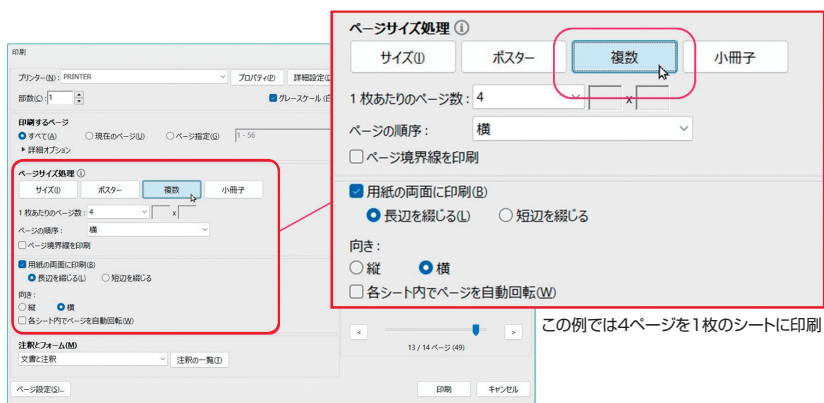 印刷
プリンター(N): PRINTER プロパティ(P) 詳細設定(D)
部数(C): 1 グレースケール (白
印刷するページ
すべて(A) 現在のページ(U) ページ指定(G) 1 - 56
▶ 詳細オプション
ページサイズ処理 ⓘ
サイズ(I) ポスター 複数 小冊子
1 枚あたりのページ数: 4 x
ページの順序: 横
ページ境界線を印刷
用紙の両面に印刷(B)
長辺を綴じる(L) 短辺を綴じる
向き:
縦 横
各シート内でページを自動回転(W)
注釈とフォーム(M)
文書と注釈 注釈の一覧(T)
ページ設定(S)...
< >
13 / 14 ページ (49)
印刷 キャンセル
ページサイズ処理 ⓘ
サイズ(I) ポスター 複数 小冊子
1 枚あたりのページ数: 4 x
ページの順序: 横
ページ境界線を印刷
用紙の両面に印刷(B)
長辺を綴じる(L) 短辺を綴じる
向き:
縦 横
各シート内でページを自動回転(W)
この例では4ページを1枚のシートに印刷